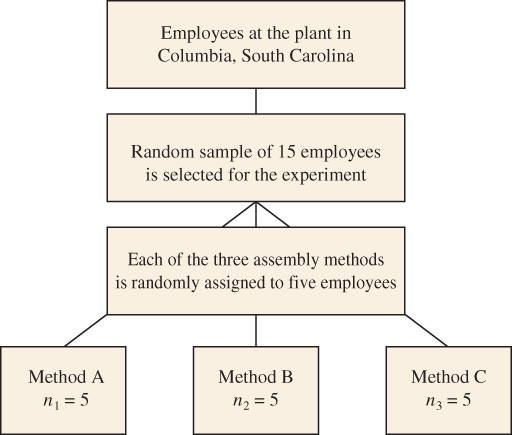 Employees at the plant in
Columbia, South Carolina
Random sample of 15 employees
is selected for the experiment
Each of the three assembly methods
is randomly assigned to five employees
Method A
n₁ = 5
Method B
n₂ = 5
Method C
n₃ = 5